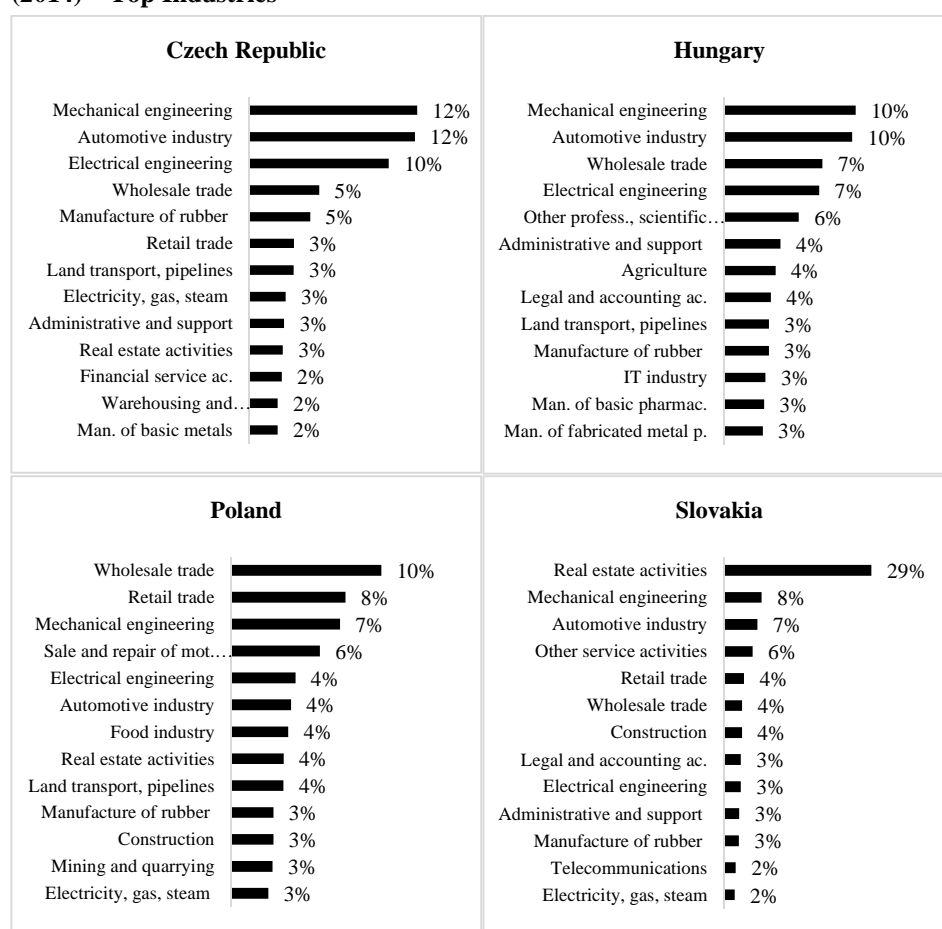 (2014) – Top Industries
Czech Republic
Mechanical engineering 12%
Automotive industry 12%
Electrical engineering 10%
Wholesale trade 5%
Manufacture of rubber 5%
Retail trade 3%
Land transport, pipelines 3%
Electricity, gas, steam 3%
Administrative and support 3%
Real estate activities 3%
Financial service ac. 2%
Warehousing and… 2%
Man. of basic metals 2%
Hungary
Mechanical engineering 10%
Automotive industry 10%
Wholesale trade 7%
Electrical engineering 7%
Other profess., scientific… 6%
Administrative and support 4%
Agriculture 4%
Legal and accounting ac. 4%
Land transport, pipelines 3%
Manufacture of rubber 3%
IT industry 3%
Man. of basic pharmac. 3%
Man. of fabricated metal p. 3%
Poland
Wholesale trade 10%
Retail trade 8%
Mechanical engineering 7%
Sale and repair of mot.… 6%
Electrical engineering 4%
Automotive industry 4%
Food industry 4%
Real estate activities 4%
Land transport, pipelines 4%
Manufacture of rubber 3%
Construction 3%
Mining and quarrying 3%
Electricity, gas, steam 3%
Slovakia
Real estate activities 29%
Mechanical engineering 8%
Automotive industry 7%
Other service activities 6%
Retail trade 4%
Wholesale trade 4%
Construction 4%
Legal and accounting ac. 3%
Electrical engineering 3%
Administrative and support 3%
Manufacture of rubber 3%
Telecommunications 2%
Electricity, gas, steam 2%